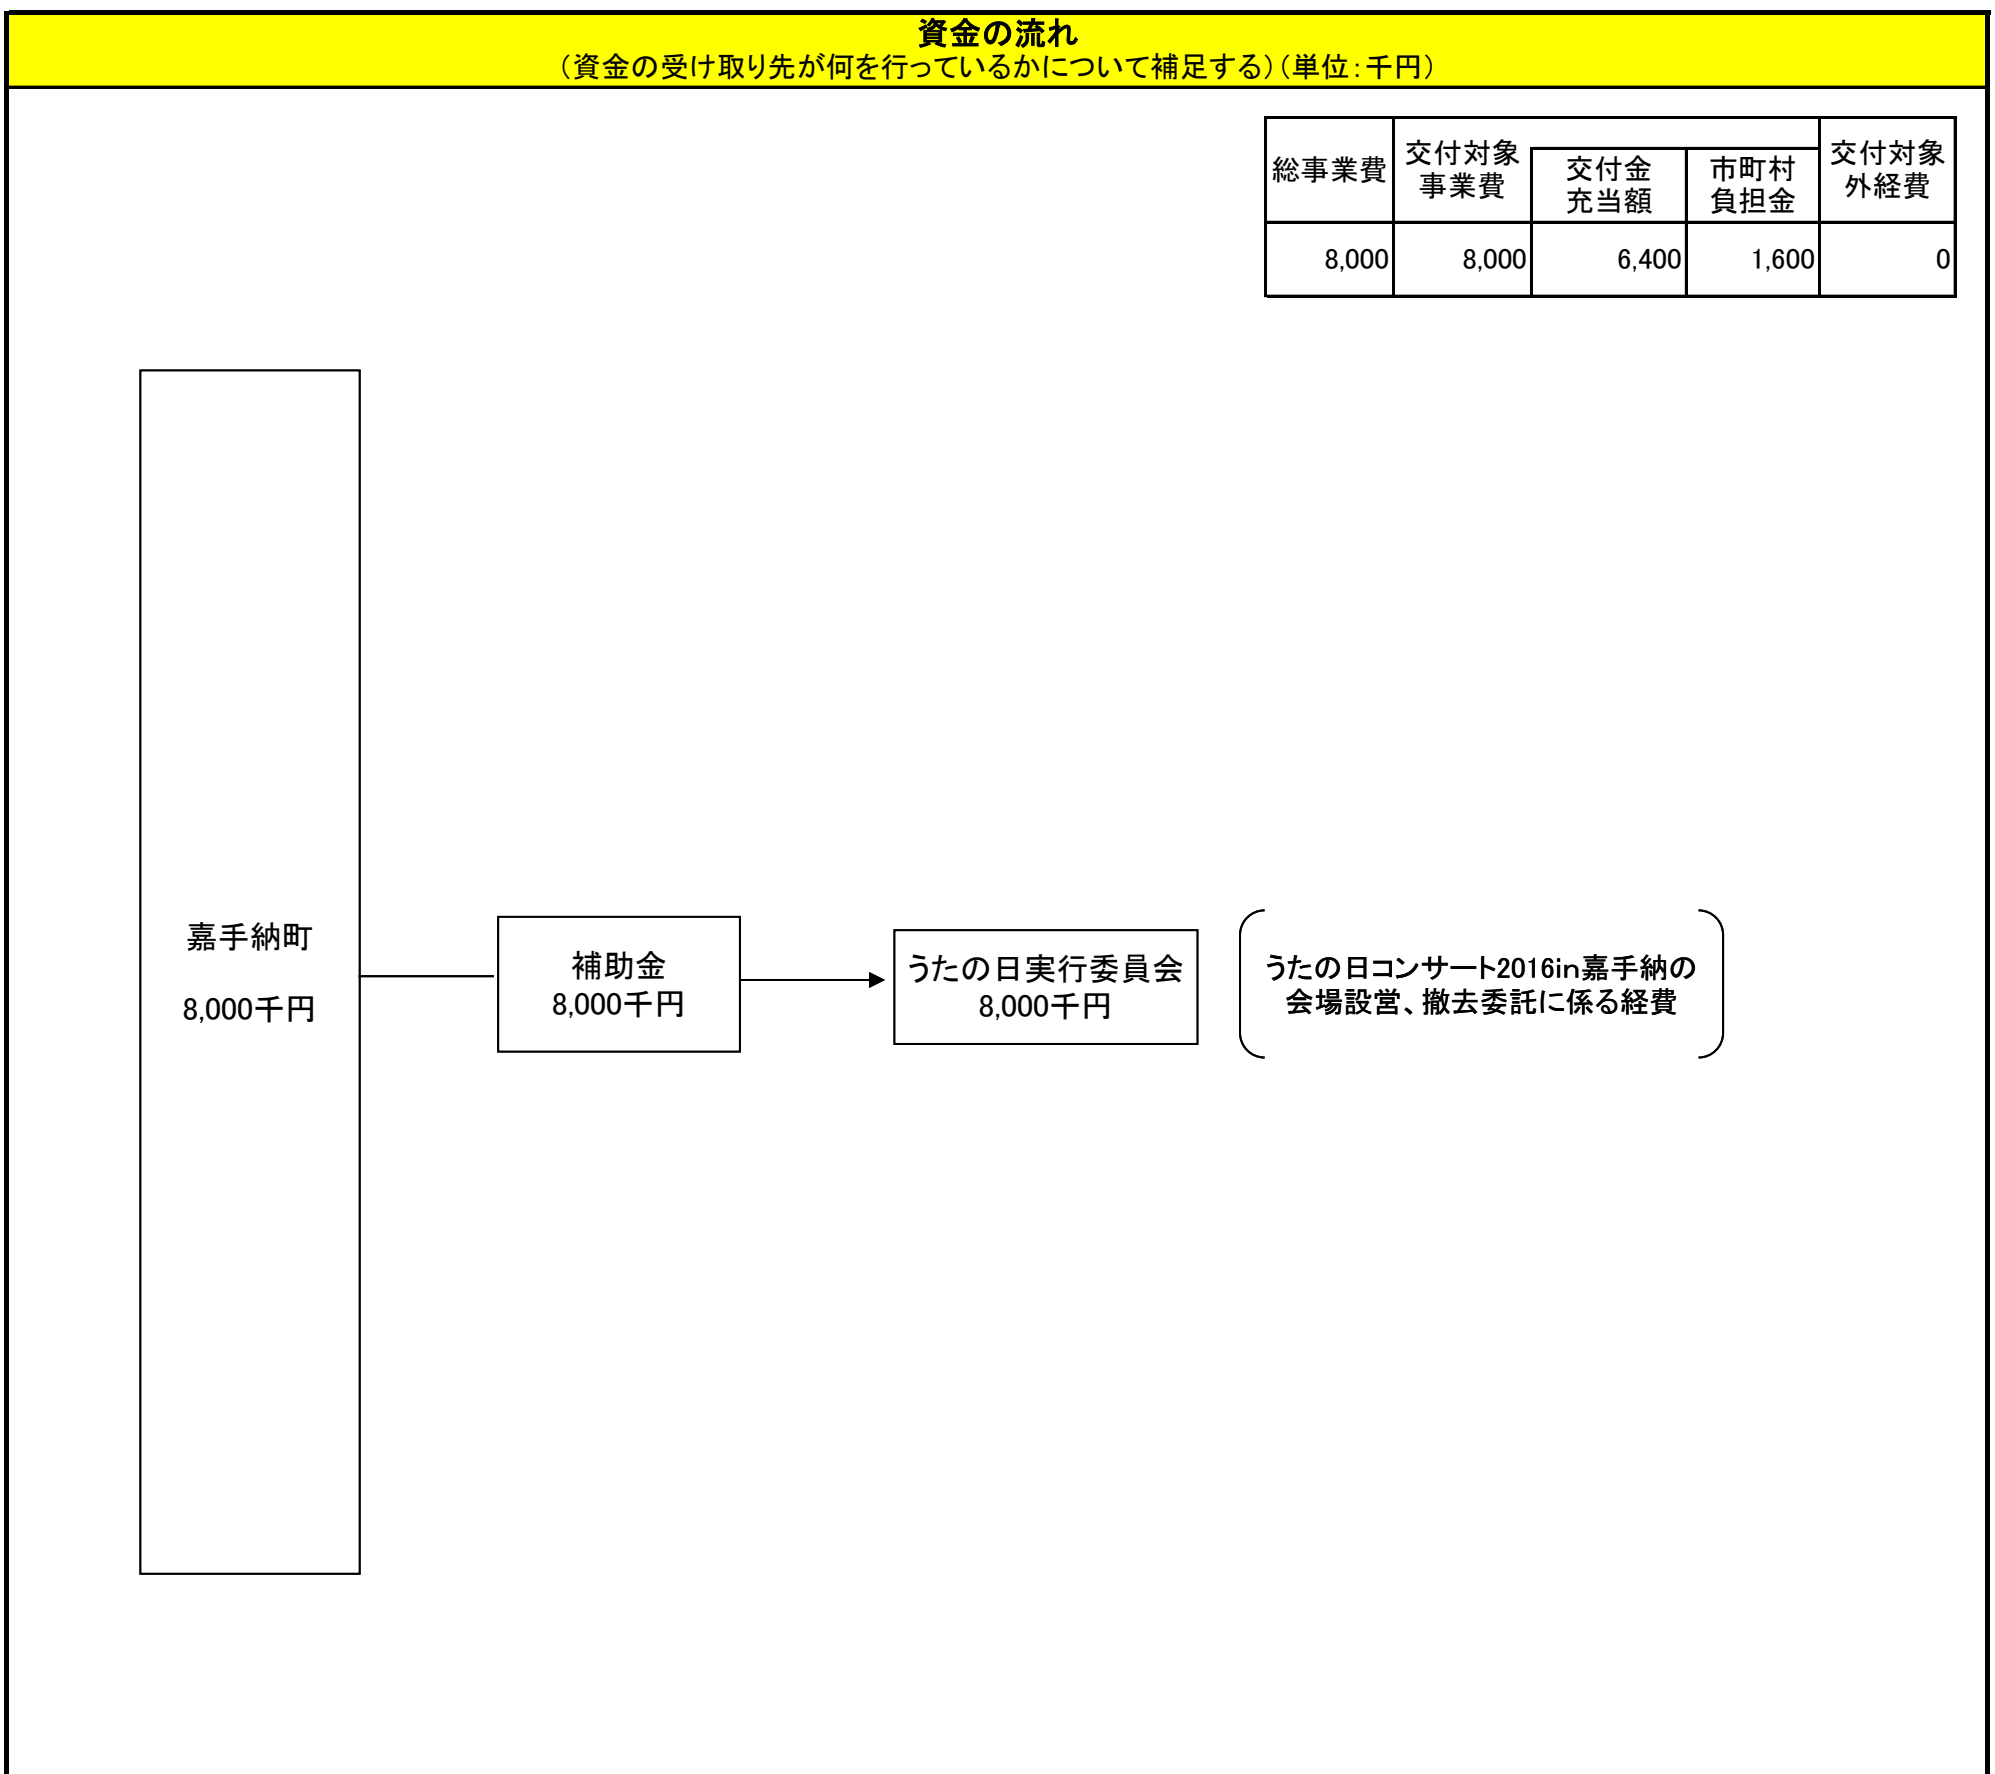 資金の流れ
（資金の受け取り先が何を行っているかについて補足する）（単位：千円）
総事業費
交付対象
事業費
交付金
充当額
市町村
負担金
交付対象
外経費
8,000
8,000
6,400
1,600
0
嘉手納町
8,000千円
補助金
8,000千円
うたの日実行委員会
8,000千円
うたの日コンサート2016in嘉手納の
会場設営、撤去委託に係る経費